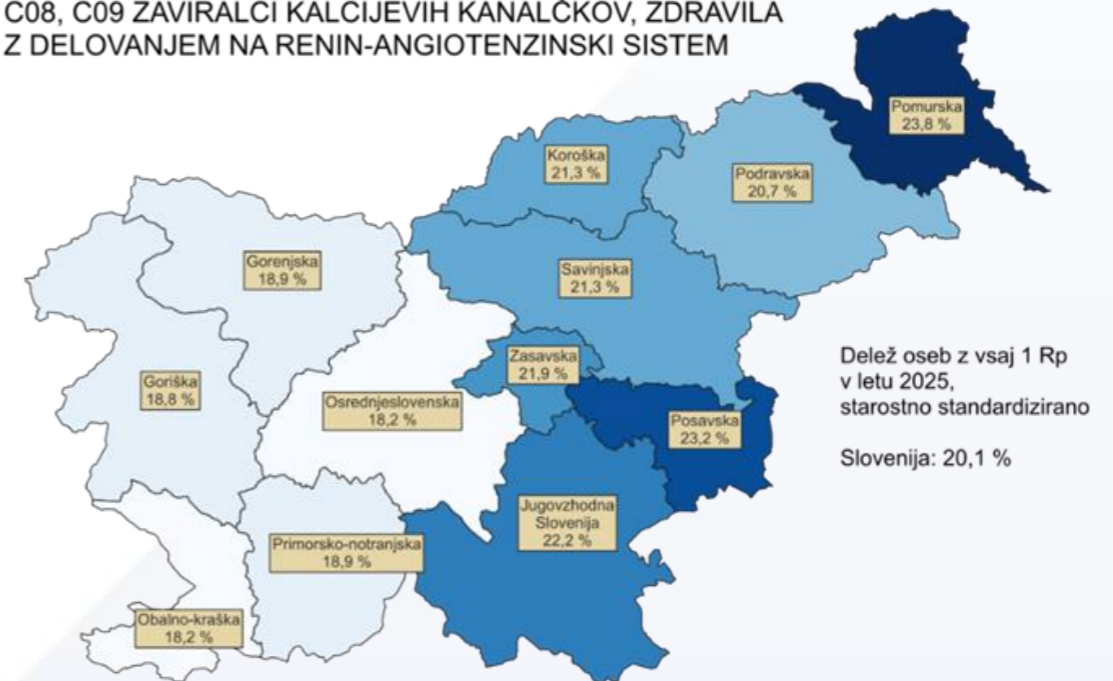 C08, C09 ZAVIRALCI KALCIJEVIH KANALČKOV, ZDRAVILA
Z DELOVANJEM NA RENIN-ANGIOTENZINSKI SISTEM
Pomurska
23,8 %
Koroška
21,3 %
Podravska
20,7 %
Gorenjska
18,9 %
Savinjska
21,3 %
Zasavska
21,9 %
Goriška
18,8 %
Osrednjeslovenska
18,2 %
Posavska
23,2 %
Delež oseb z vsaj 1 Rp
v letu 2025,
starostno standardizirano
Slovenija: 20,1 %
Jugovzhodna
Slovenija
22,2 %
Primorsko-notranjska
18,9 %
Obalno-kraška
18,2 %